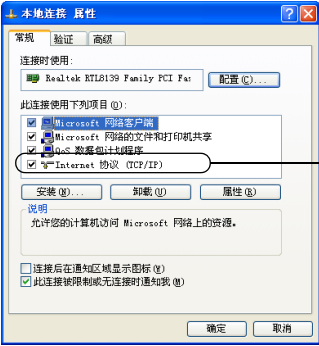 本地连接 属性
常规 验证 高级
连接时使用:
Realtek RTL8139 Family PCI Fa:
配置(C)...
此连接使用下列项目(O):
Microsoft 网络客户端
Microsoft 网络的文件和打印机共享
QoS 数据包计划程序
Internet 协议 (TCP/IP)
安装(N)... 卸载(U) 属性(R)
说明
允许您的计算机访问 Microsoft 网络上的资源。
连接后在通知区域显示图标(W)
此连接被限制或无连接时通知我(M)
确定 取消